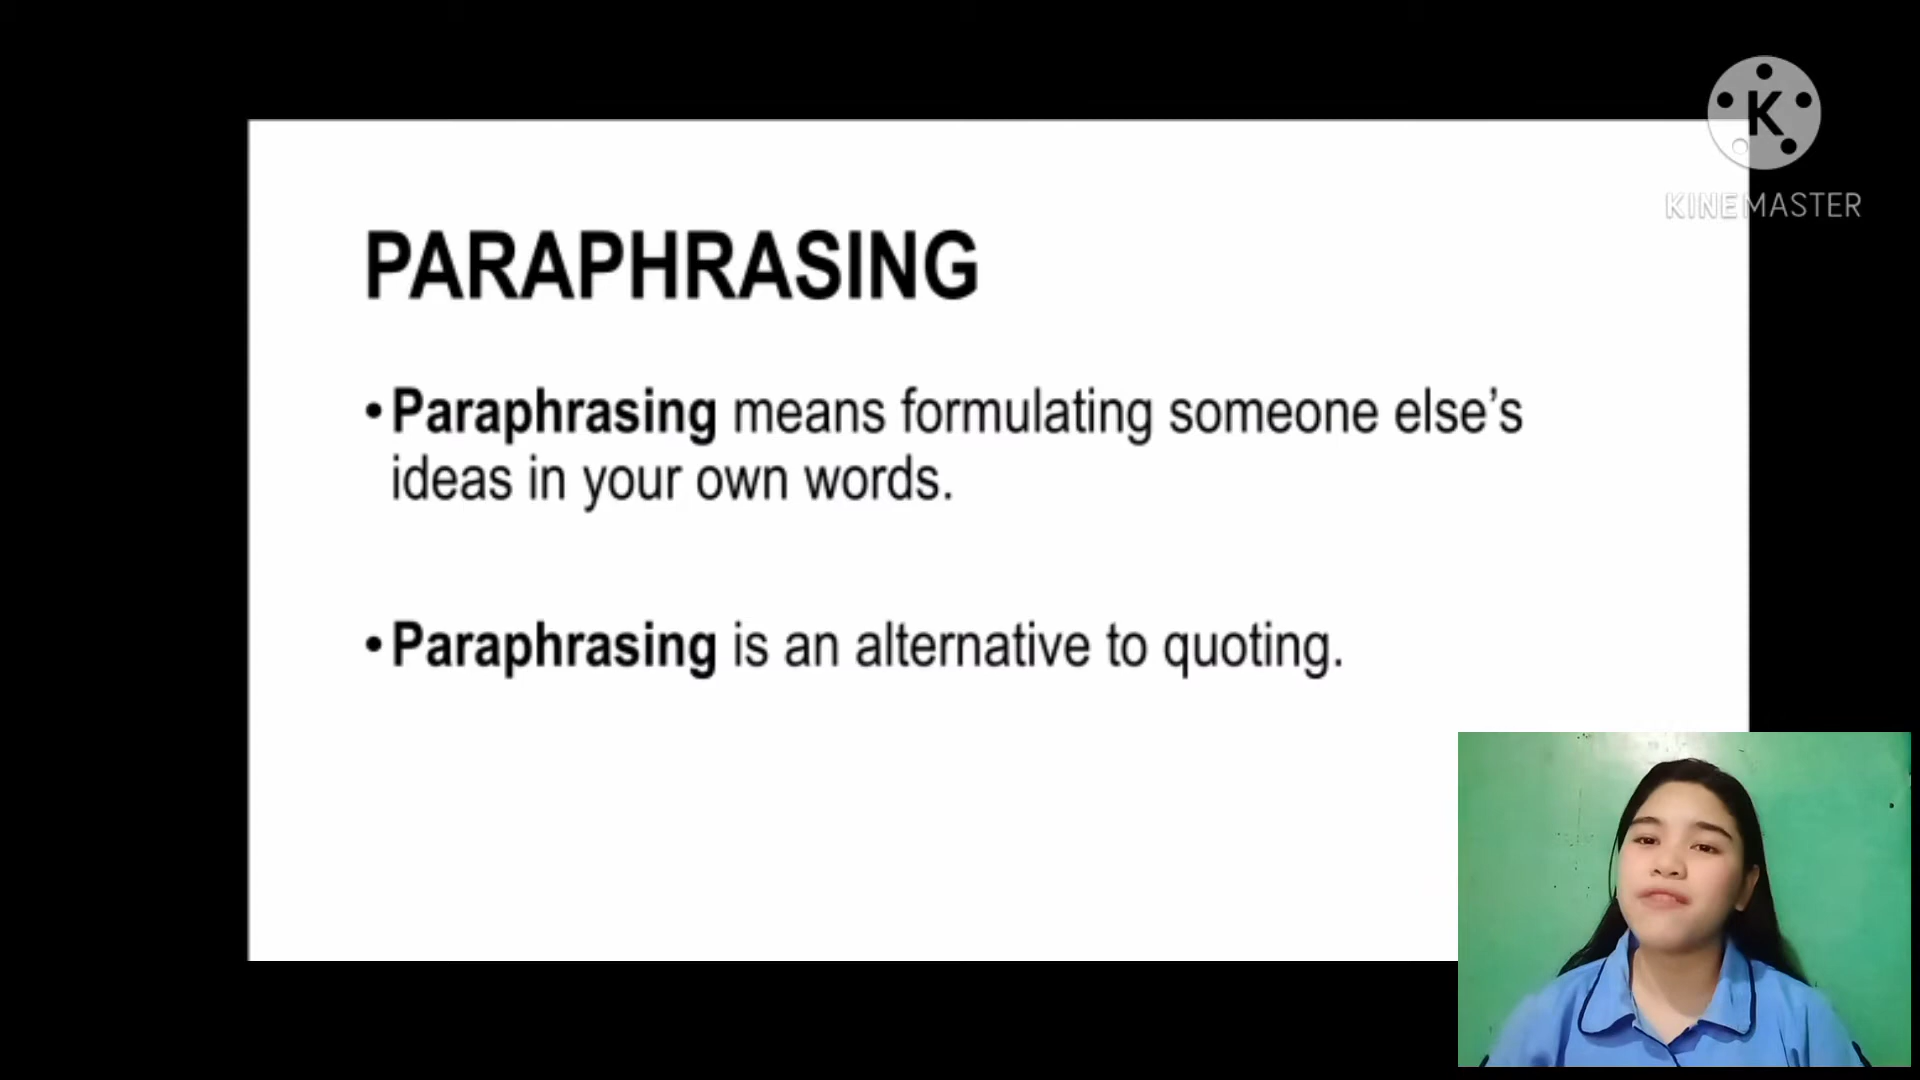 K
KINEMASTER
PARAPHRASING
• Paraphrasing means formulating someone else’s
ideas in your own words.
• Paraphrasing is an alternative to quoting.